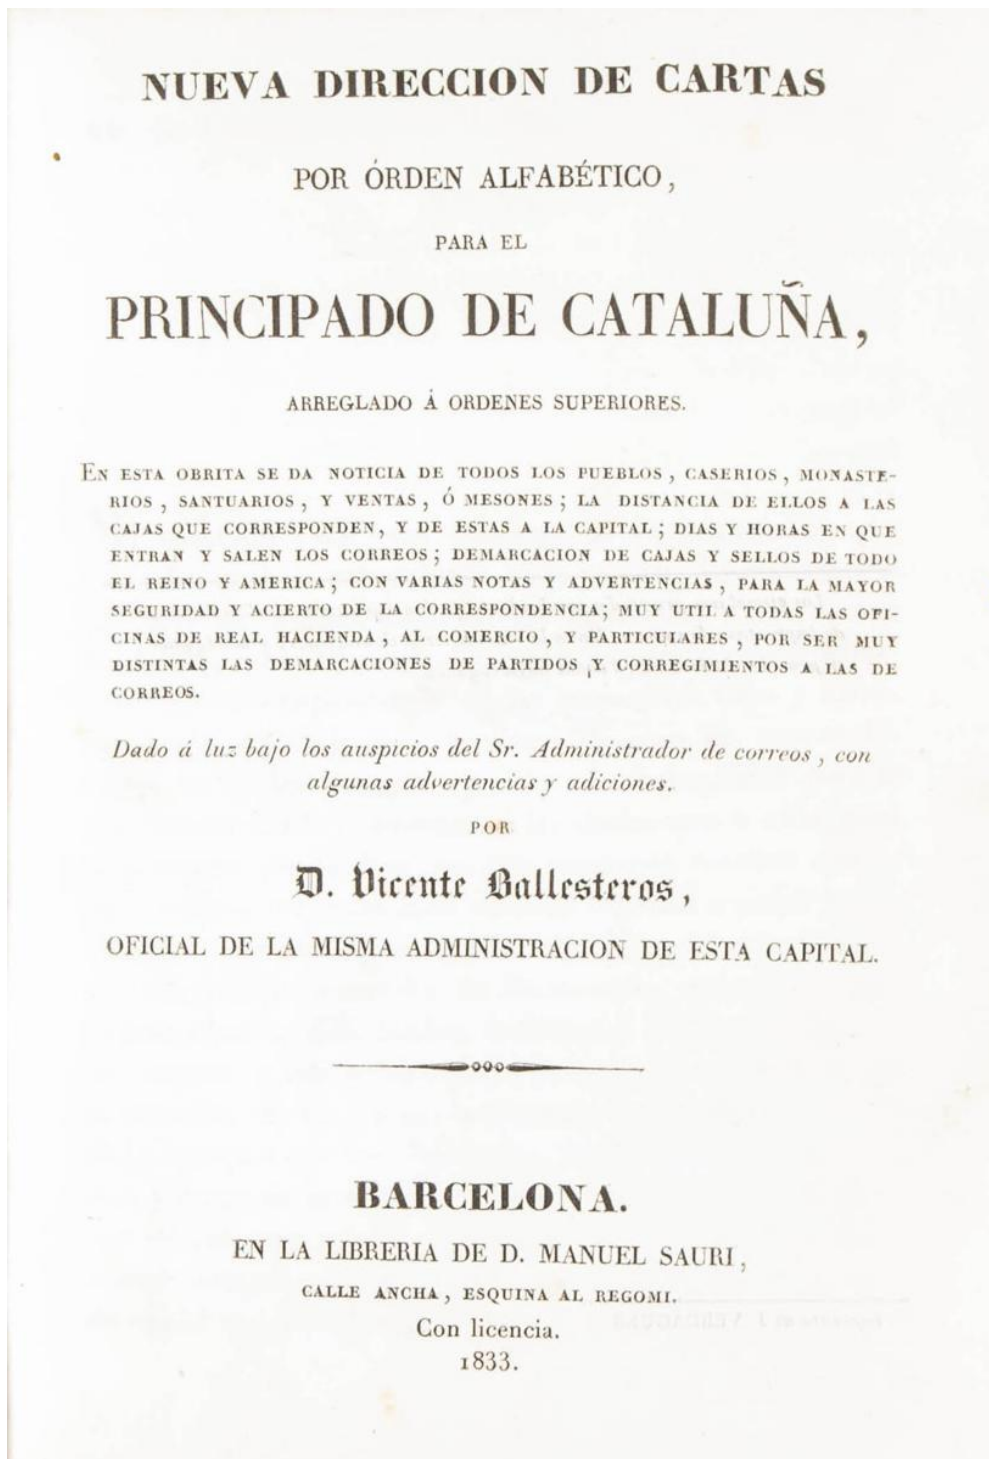 NUEVA DIRECCION DE CARTAS
POR ÓRDEN ALFABÉTICO,
PARA EL
PRINCIPADO DE CATALUÑA,
ARREGLADO Á ORDENES SUPERIORES.
EN ESTA OBRITA SE DA NOTICIA DE TODOS LOS PUEBLOS, CASERIOS, MONASTE-
RIOS, SANTUARIOS, Y VENTAS, Ó MESONES; LA DISTANCIA DE ELLOS A LAS
CAJAS QUE CORRESPONDEN, Y DE ESTAS A LA CAPITAL; DIAS Y HORAS EN QUE
ENTRAN Y SALEN LOS CORREOS; DEMARCACION DE CAJAS Y SELLOS DE TODO
EL REINO Y AMERICA; CON VARIAS NOTAS Y ADVERTENCIAS, PARA LA MAYOR
SEGURIDAD Y ACIERTO DE LA CORRESPONDENCIA; MUY UTIL A TODAS LAS OFI-
CINAS DE REAL HACIENDA, AL COMERCIO, Y PARTICULARES, POR SER MUY
DISTINTAS LAS DEMARCACIONES DE PARTIDOS Y CORREGIMIENTOS A LAS DE
CORREOS.
Dado á luz bajo los auspicios del Sr. Administrador de correos, con
algunas advertencias y adiciones.
POR
D. Vicente Ballesteros,
OFICIAL DE LA MISMA ADMINISTRACION DE ESTA CAPITAL.
BARCELONA.
EN LA LIBRERIA DE D. MANUEL SAURI,
CALLE ANCHA, ESQUINA AL REGOMI.
Con licencia.
1833.